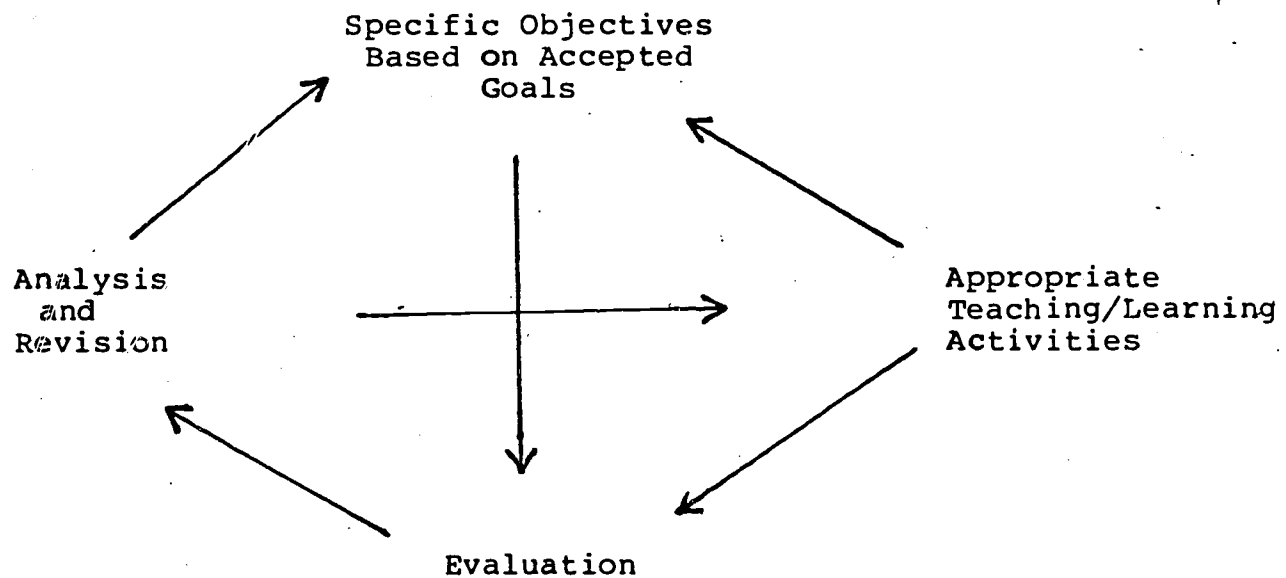 Specific Objectives
Based on Accepted
Goals
Analysis
and
Revision
Appropriate
Teaching/Learning
Activities
Evaluation